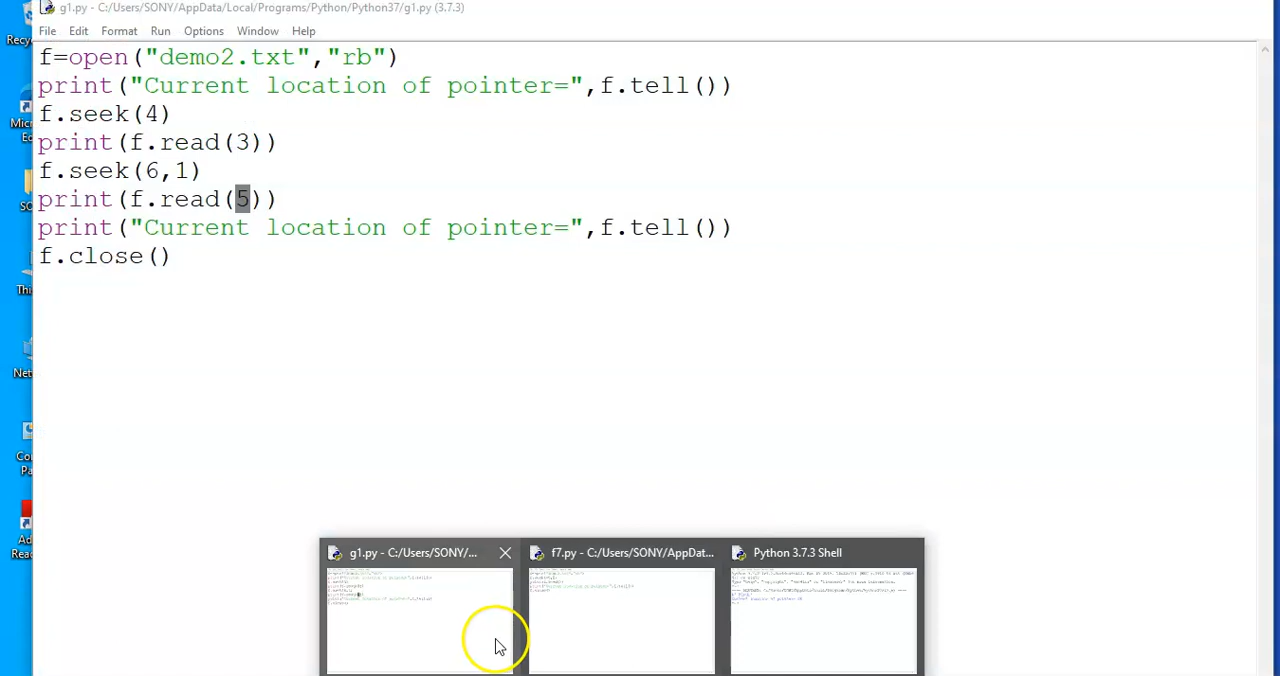 g1.py - C:/Users/SONY/AppData/Local/Programs/Python/Python37/g1.py (3.7.3)
File Edit Format Run Options Window Help
f=open("demo2.txt","rb")
print("Current location of pointer=",f.tell())
f.seek(4)
print(f.read(3))
f.seek(6,1)
print(f.read(5))
print("Current location of pointer=",f.tell())
f.close()
g1.py - C:/Users/SONY/...
f7.py - C:/Users/SONY/AppDat...
Python 3.7.3 Shell